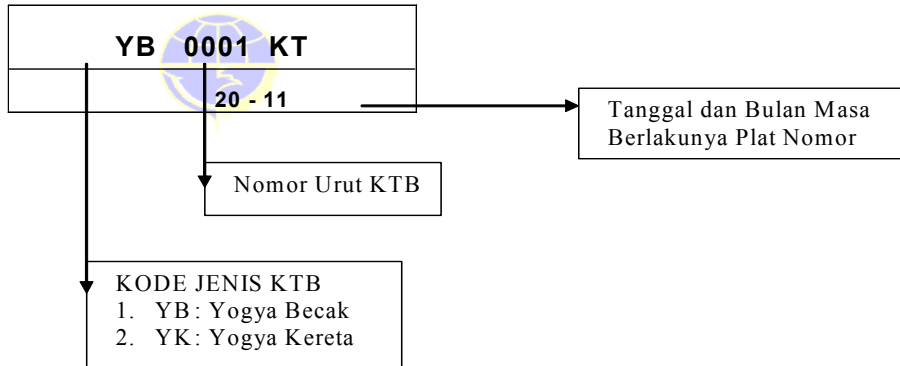 YB 0001 KT
20 - 11
Tanggal dan Bulan Masa
Berlakunya Plat Nomor
Nomor Urut KTB
KODE JENIS KTB
1. YB: Yogya Becak
2. YK: Yogya Kereta